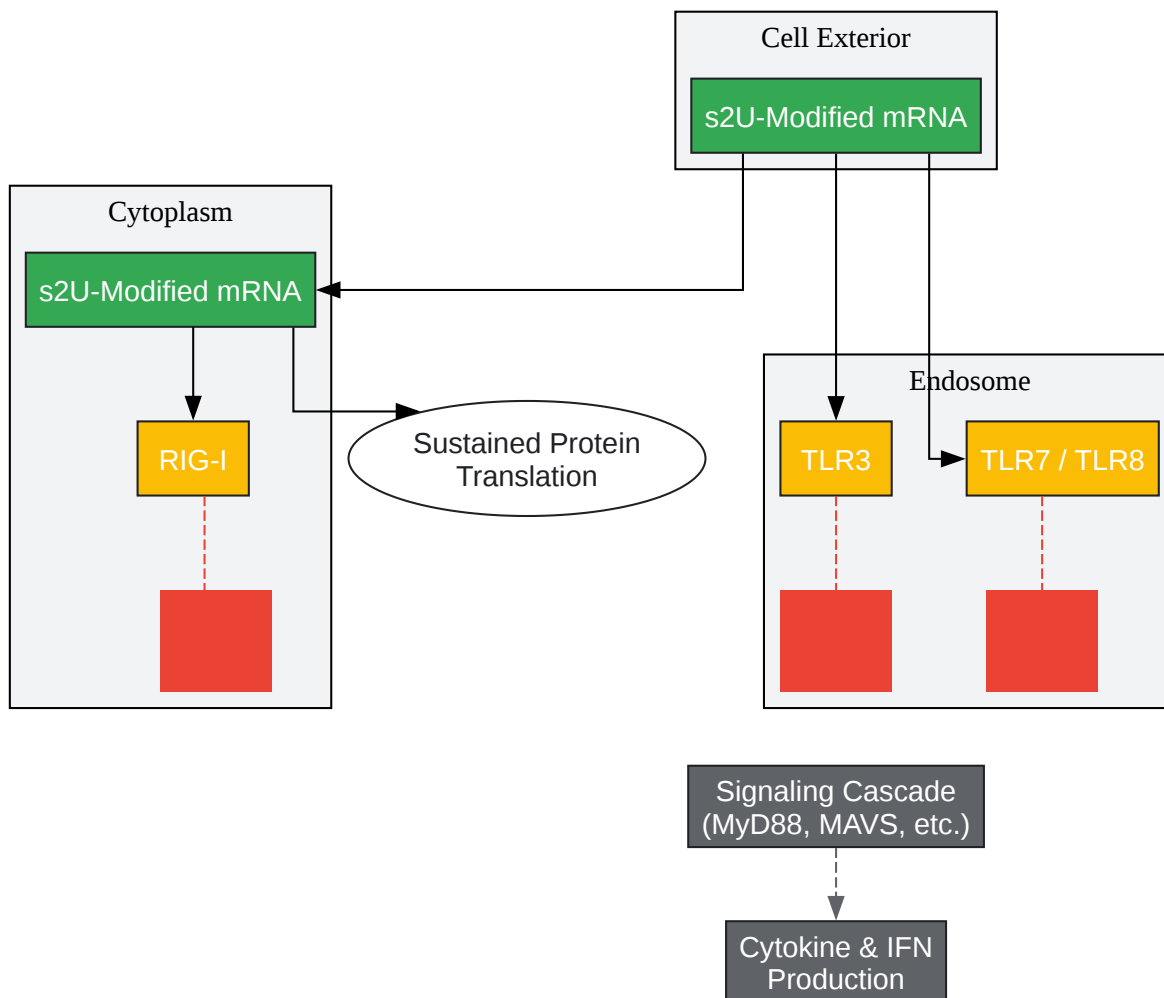 Cell Exterior
s2U-Modified mRNA
Cytoplasm
s2U-Modified mRNA
Endosome
RIG-I
Sustained Protein
Translation
TLR3
TLR7 / TLR8
Signaling Cascade
(MyD88, MAVS, etc.)
Cytokine & IFN
Production